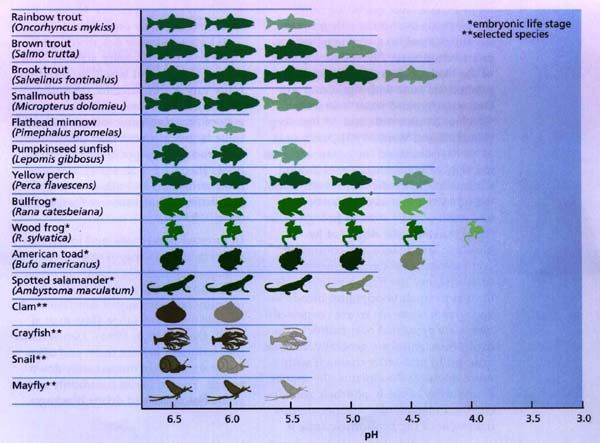 Rainbow trout
(Oncorhyncus mykiss)
*embryonic life stage
**selected species
Brown trout
(Salmo trutta)
Brook trout
(Salvelinus fontinalus)
Smallmouth bass
(Micropterus dolomieu)
Flathead minnow
(Pimephalus promelas)
Pumpkinseed sunfish
(Lepomis gibbosus)
Yellow perch
(Perca flavescens)
Bullfrog*
(Rana catesbeiana)
Wood frog*
(R. sylvatica)
American toad*
(Bufo americanus)
Spotted salamander*
(Ambystoma maculatum)
Clam**
Crayfish**
Snail**
Mayfly**
6.5 6.0 5.5 5.0 4.5 4.0 3.5 3.0
pH